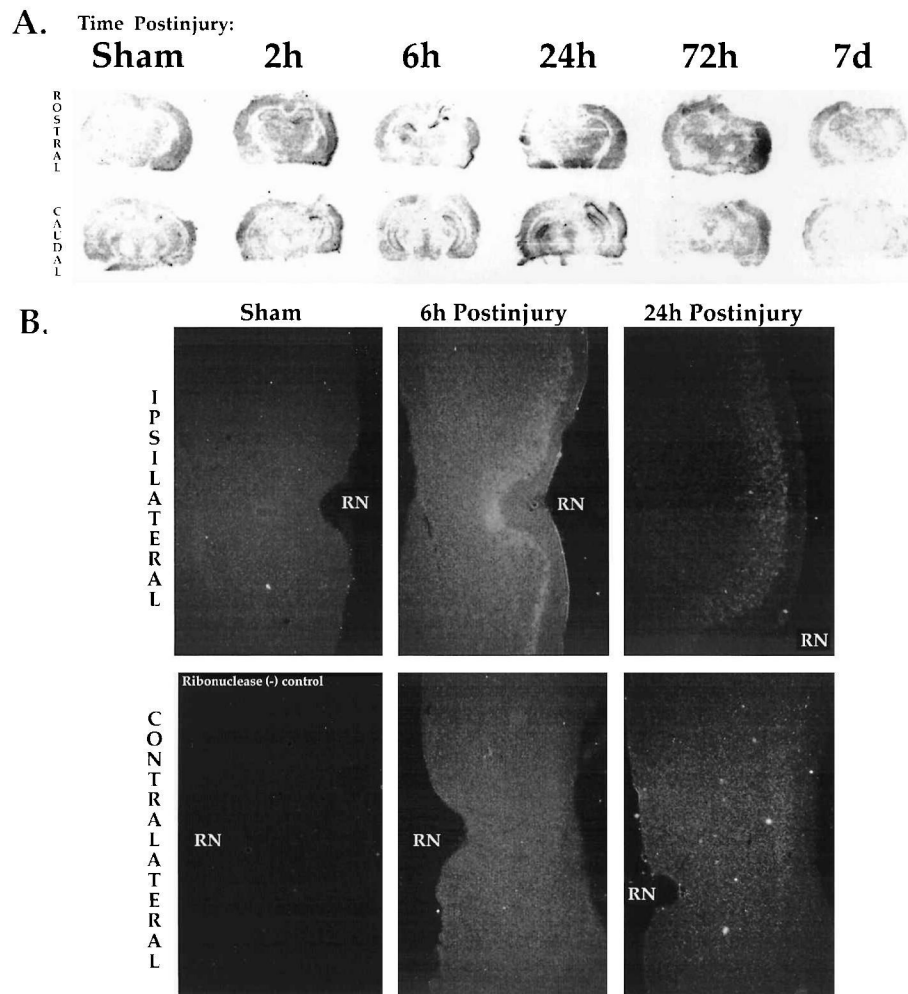 A. Time Postinjury:
Sham 2h 6h 24h 72h 7d
ROSTRAL
CAUDAL
B.
Sham 6h Postinjury 24h Postinjury
IPSILATERAL
RN RN
RN
Ribonuclease (-) control
CONTRALATERAL
RN RN
RN